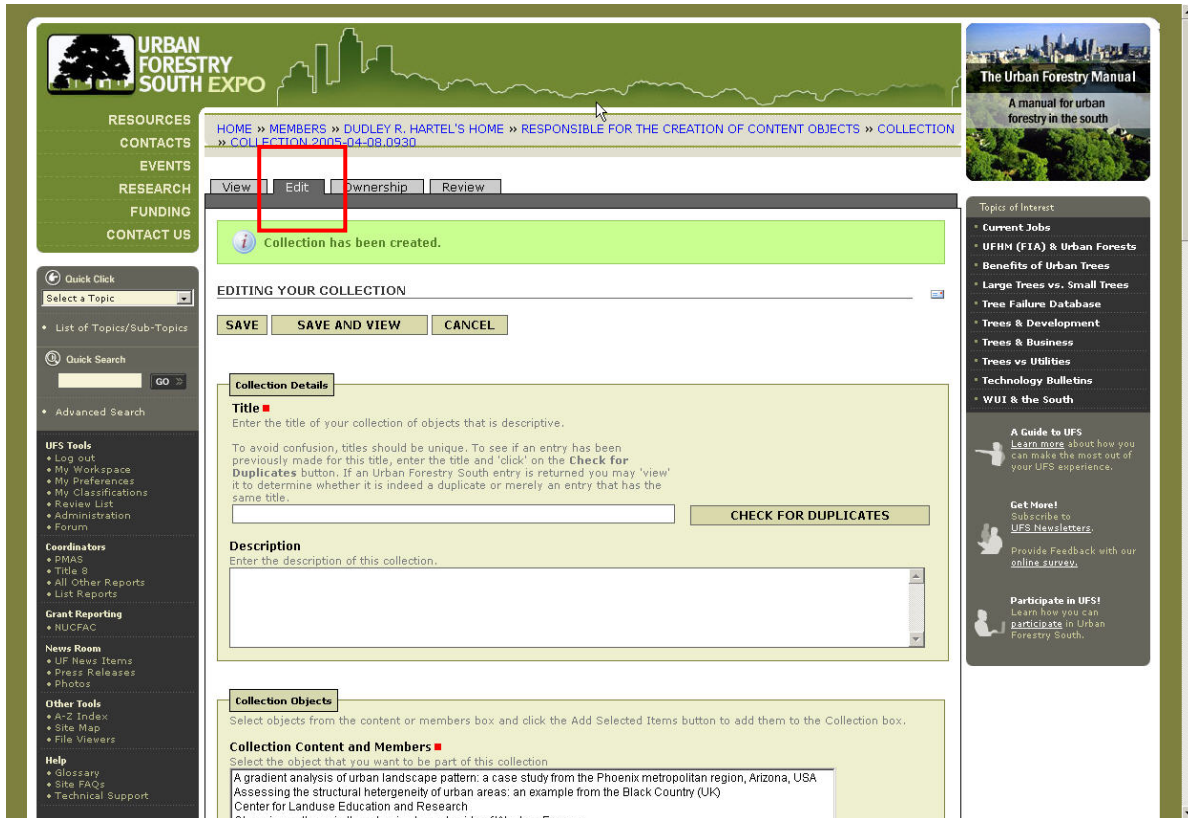 URBAN
FORESTRY
SOUTH EXPO
The Urban Forestry Manual
A manual for urban
forestry in the south
RESOURCES
CONTACTS
EVENTS
RESEARCH
FUNDING
CONTACT US
HOME » MEMBERS » DUDLEY R. HARTEL'S HOME » RESPONSIBLE FOR THE CREATION OF CONTENT OBJECTS » COLLECTION
» COLLECTION.2005-04-08.0930
View Edit Ownership Review
i Collection has been created.
EDITING YOUR COLLECTION
SAVE SAVE AND VIEW CANCEL
Collection Details
Title
Enter the title of your collection of objects that is descriptive.
To avoid confusion, titles should be unique. To see if an entry has been
previously made for this title, enter the title and 'click' on the Check for
Duplicates button. If an Urban Forestry South entry is returned you may 'view'
it to determine whether it is indeed a duplicate or merely an entry that has the
same title.
CHECK FOR DUPLICATES
Description
Enter the description of this collection.
Collection Objects
Select objects from the content or members box and click the Add Selected Items button to add them to the Collection box.
Collection Content and Members
Select the object that you want to be part of this collection
A gradient analysis of urban landscape pattern: a case study from the Phoenix metropolitan region, Arizona, USA
Assessing the structural hetergeneity of urban areas: an example from the Black Country (UK)
Center for Landuse Education and Research
Quick Click
Select a Topic
• List of Topics/Sub-Topics
Quick Search
GO »
• Advanced Search
UFS Tools
• Log out
• My Workspace
• My Preferences
• My Classifications
• Review List
• Administration
• Forum
Coordinators
• PMAS
• Title 8
• All Other Reports
• List Reports
Grant Reporting
• NUCFAC
News Room
• UF News Items
• Press Releases
• Photos
Other Tools
• A-Z Index
• Site Map
• File Viewers
Help
• Glossary
• Site FAQs
• Technical Support
Topics of Interest
Current Jobs
UFHM (FIA) & Urban Forests
Benefits of Urban Trees
Large Trees vs. Small Trees
Tree Failure Database
Trees & Development
Trees & Business
Trees vs Utilities
Technology Bulletins
WUI & the South
A Guide to UFS
Learn more about how you
can make the most out of
your UFS experience.
Get More!
Subscribe to
UFS Newsletters.
Provide Feedback with our
online survey.
Participate in UFS!
Learn how you can
participate in Urban
Forestry South.